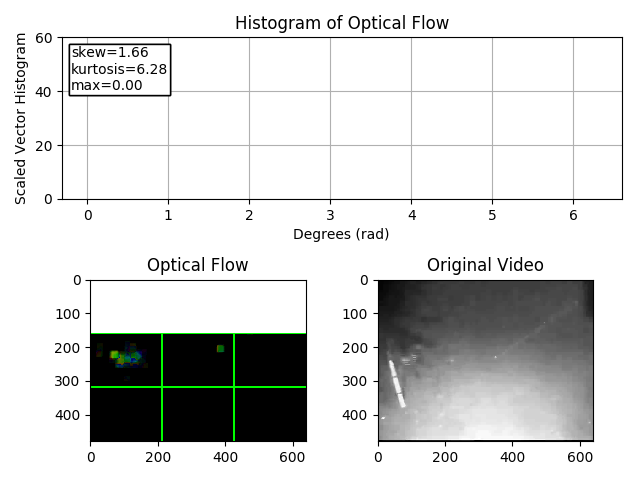 Histogram of Optical Flow
Scaled Vector Histogram
60
40
20
0
skew=1.66
kurtosis=6.28
max=0.00
0 1 2 3 4 5 6
Degrees (rad)
Optical Flow
0
100
200
300
400
0 200 400 600
Original Video
0
100
200
300
400
0 200 400 600